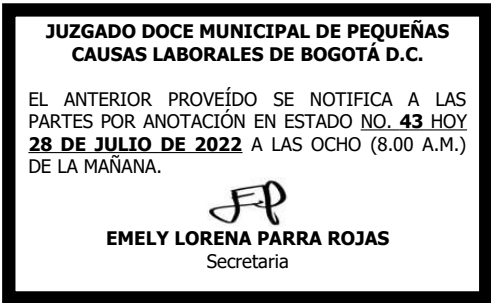 JUZGADO DOCE MUNICIPAL DE PEQUEÑAS
CAUSAS LABORALES DE BOGOTÁ D.C.
EL ANTERIOR PROVEÍDO SE NOTIFICA A LAS
PARTES POR ANOTACIÓN EN ESTADO NO. 43 HOY
28 DE JULIO DE 2022 A LAS OCHO (8.00 A.M.)
DE LA MAÑANA.
EMELY LORENA PARRA ROJAS
Secretaria